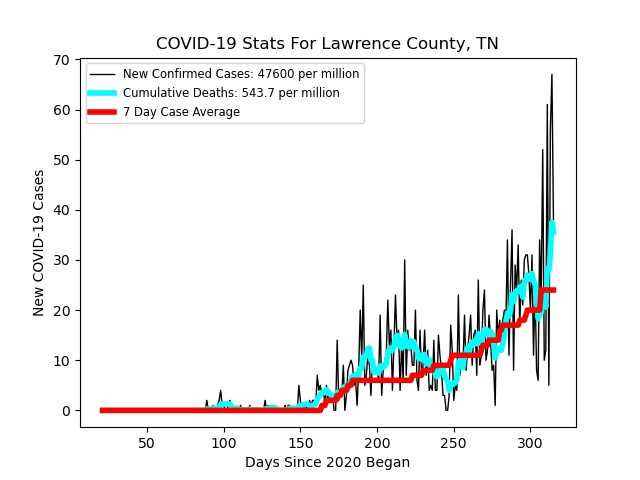 COVID-19 Stats For Lawrence County, TN
New Confirmed Cases: 47600 per million
Cumulative Deaths: 543.7 per million
7 Day Case Average
New COVID-19 Cases
70
60
50
40
30
20
10
0
50 100 150 200 250 300
Days Since 2020 Began